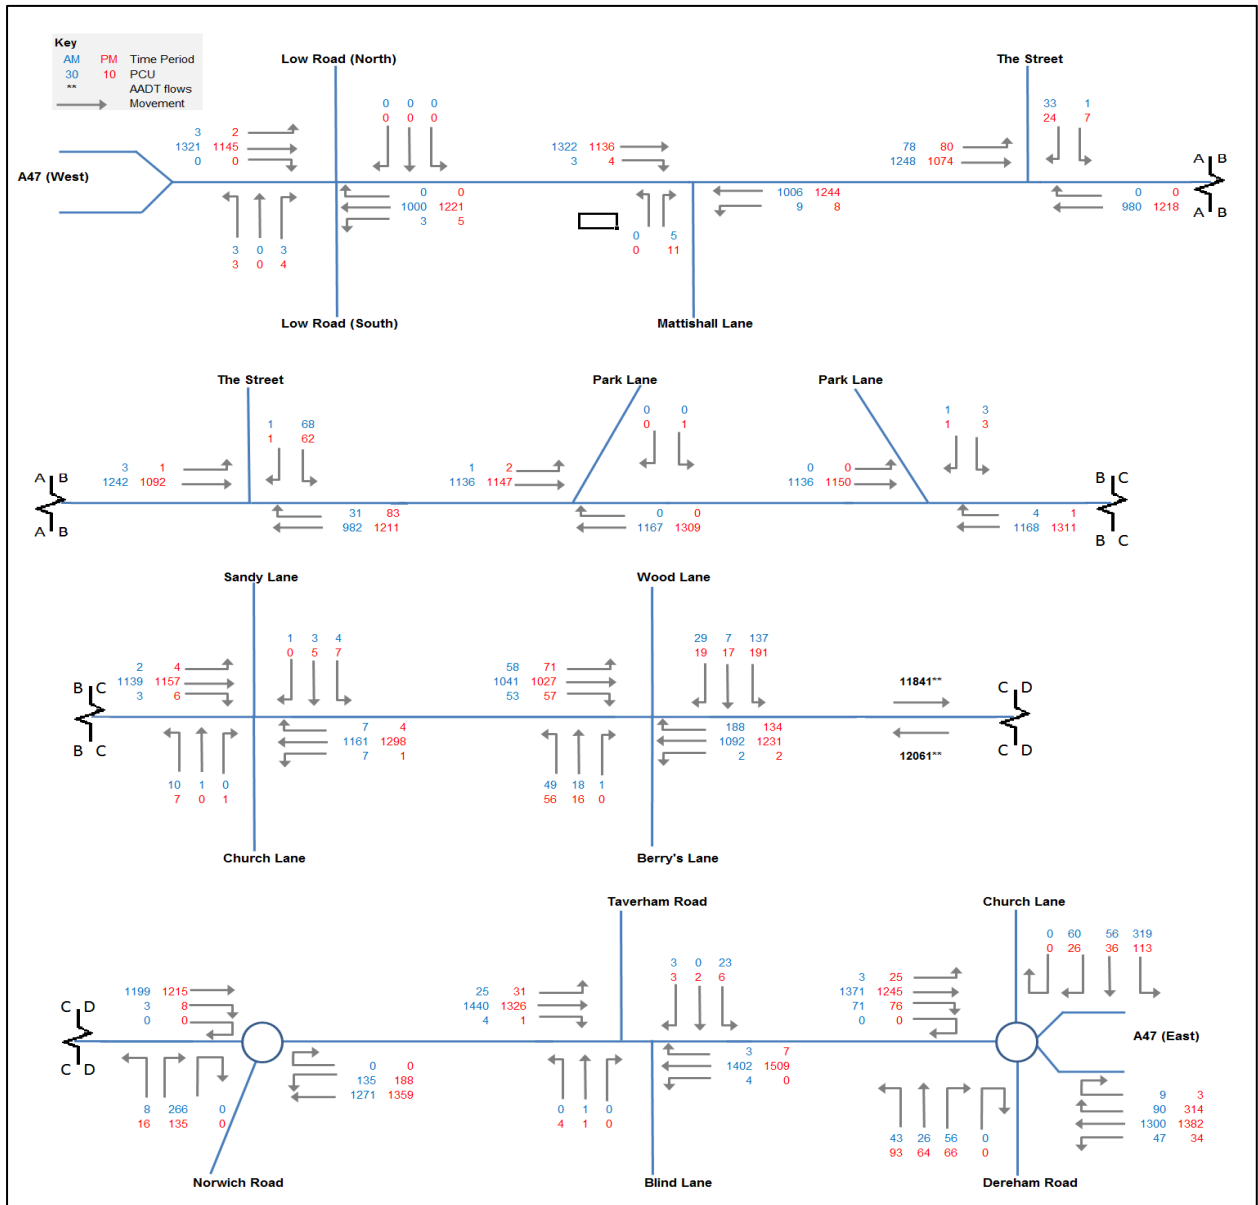 Key
AM PM Time Period
30 10 PCU
** AADT flows
Movement
Low Road (North)
The Street
0 0 0
0 0 0
33 1
24 7
3 2
1321 1145
0 0
1322 1136
3 4
78 80
1248 1074
A47 (West)
A B
0 0
1000 1221
3 5
1006 1244
9 8
0 0
980 1218
A B
3 0 3
3 0 4
0 5
0 11
Low Road (South)
Mattishall Lane
The Street
Park Lane
Park Lane
1 68
1 62
0 0
0 1
1 3
1 3
3 1
1242 1092
1 2
1136 1147
0 0
1136 1150
A B
B C
31 83
982 1211
0 0
1167 1309
4 1
1168 1311
A B
B C
Sandy Lane
Wood Lane
1 3 4
0 5 7
29 7 137
19 17 191
2 4
1139 1157
3 6
58 71
1041 1027
53 57
11841**
B C
C D
7 4
1161 1298
7 1
188 134
1092 1231
2 2
12061**
B C
C D
10 1 0
7 0 1
49 18 1
56 16 0
Church Lane
Berry's Lane
Taverham Road
Church Lane
0 60 56 319
0 26 36 113
3 0 23
3 2 6
1199 1215
3 8
0 0
25 31
1440 1326
4 1
3 25
1371 1245
71 76
0 0
C D
A47 (East)
0 0
135 188
1271 1359
3 7
1402 1509
4 0
C D
9 3
90 314
1300 1382
47 34
8 266 0
16 135 0
0 1 0
4 1 0
43 26 56 0
93 64 66 0
Norwich Road
Blind Lane
Dereham Road